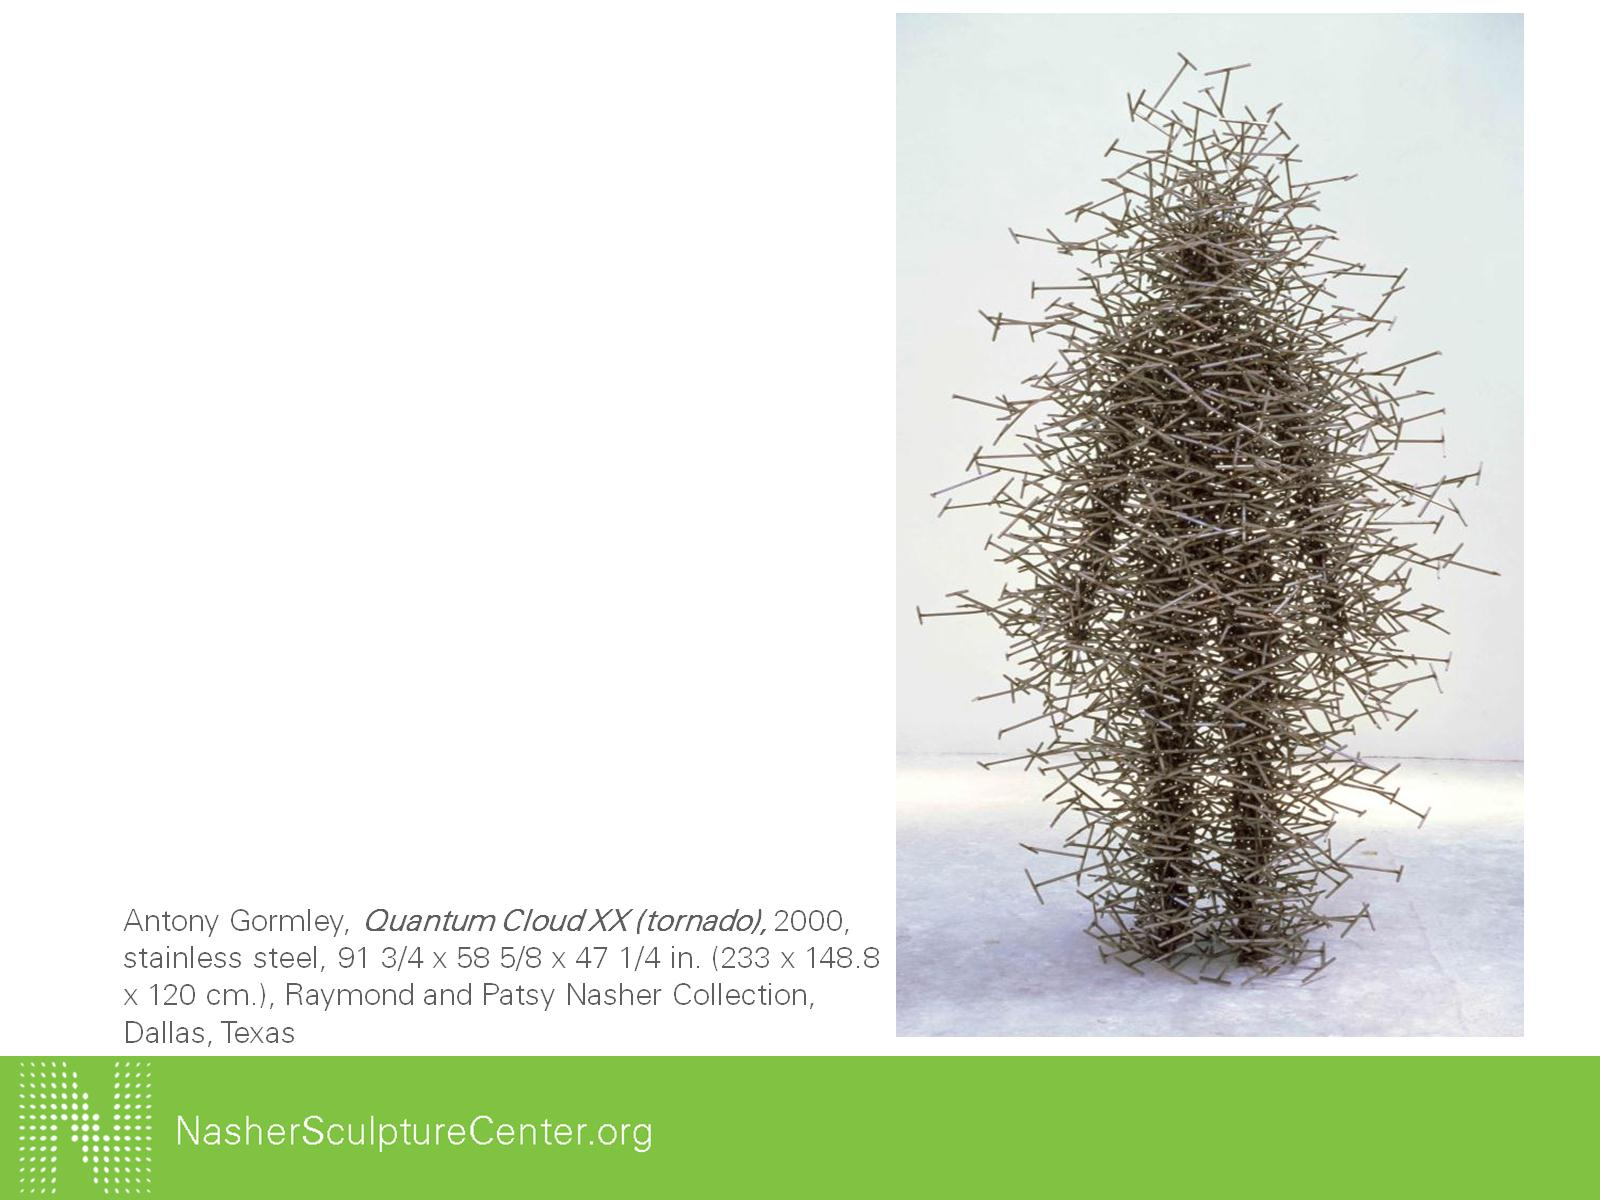 Antony Gormley, Quantum Cloud XX (tornado), 2000,
stainless steel, 91 3/4 x 58 5/8 x 47 1/4 in. (233 x 148.8
x 120 cm.), Raymond and Patsy Nasher Collection,
Dallas, Texas
NasherSculptureCenter.org